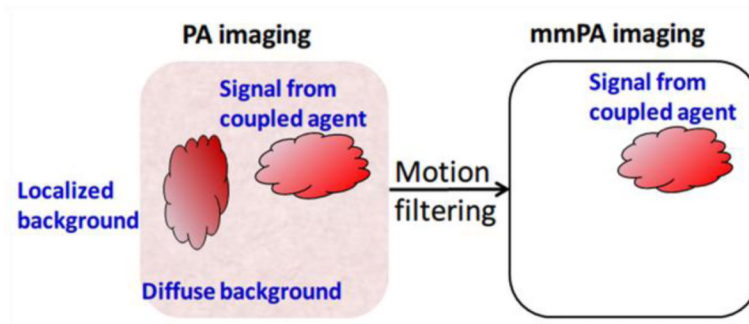 PA imaging
mmPA imaging
Signal from
coupled agent
Signal from
coupled agent
Motion
filtering
Localized
background
Diffuse background